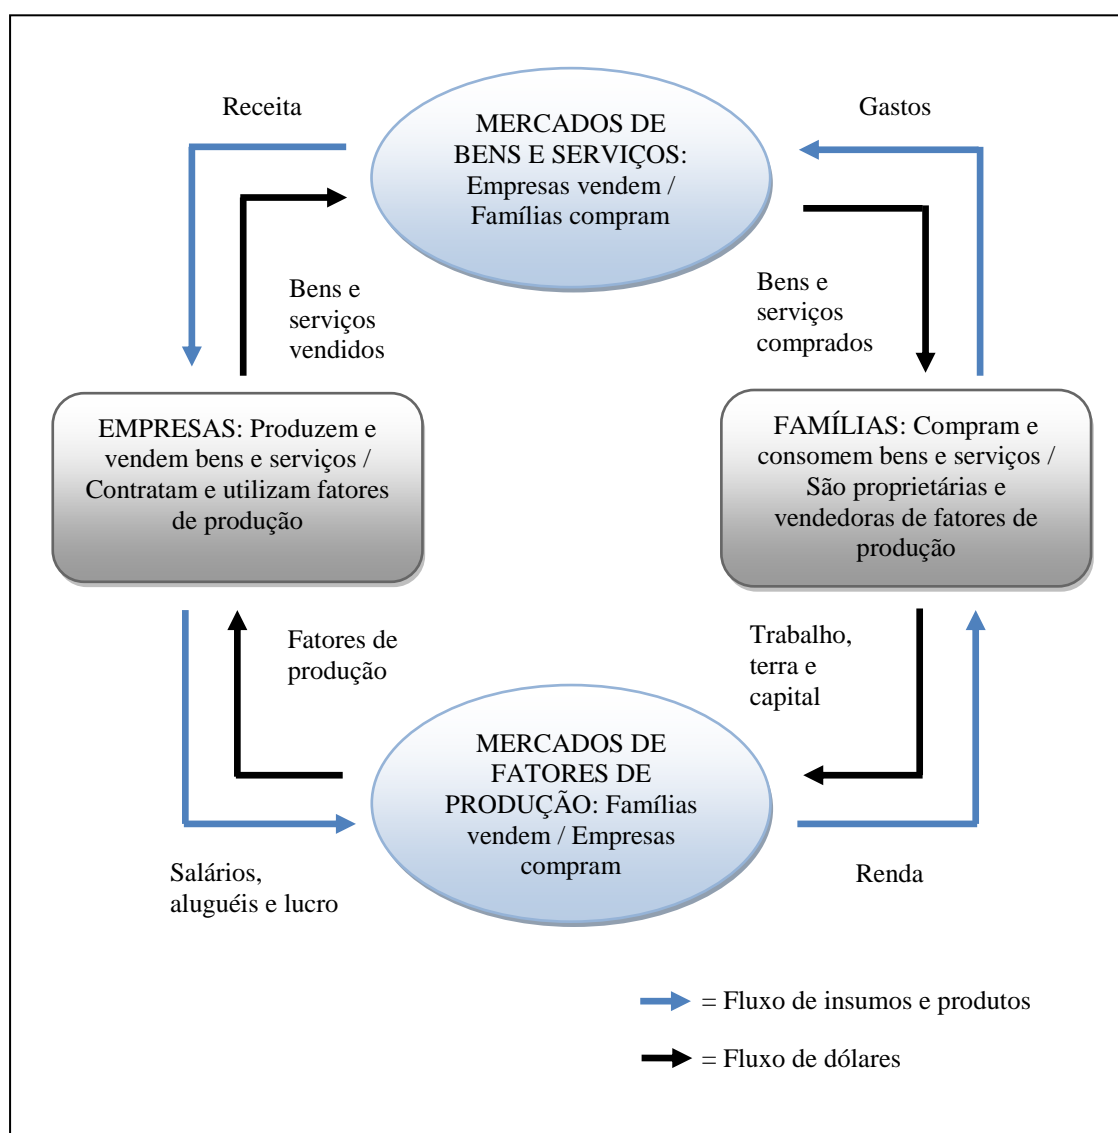 Receita
Gastos
MERCADOS DE
BENS E SERVIÇOS:
Empresas vendem /
Famílias compram
Bens e
serviços
vendidos
Bens e
serviços
comprados
EMPRESAS: Produzem e
vendem bens e serviços /
Contratam e utilizam fatores
de produção
FAMÍLIAS: Compram e
consomem bens e serviços /
São proprietárias e
vendedoras de fatores de
produção
Fatores de
produção
Trabalho,
terra e
capital
MERCADOS DE
FATORES DE
PRODUÇÃO: Famílias
vendem / Empresas
compram
Salários,
aluguéis e lucro
Renda
= Fluxo de insumos e produtos
= Fluxo de dólares